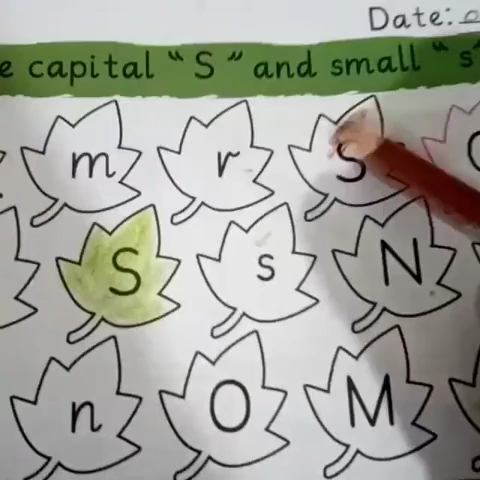 Date:
e capital "S" and small "s"
m r S
S s N
n O M